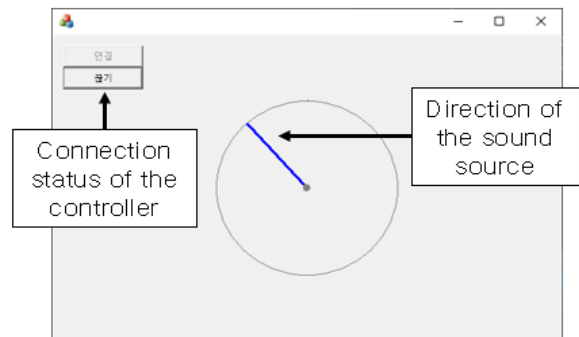 연결
끊기
Direction of
the sound
source
Connection
status of the
controller